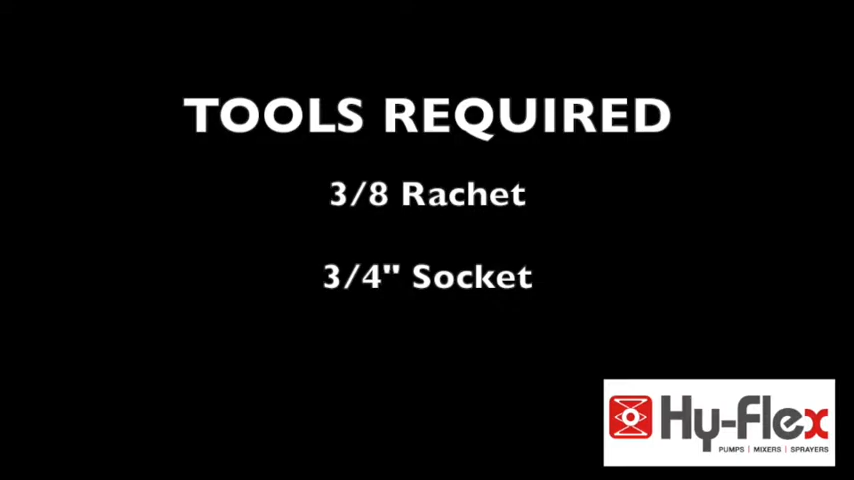 TOOLS REQUIRED
3/8 Rachet
3/4" Socket
Hy-Flex
PUMPS | MIXERS | SPRAYERS